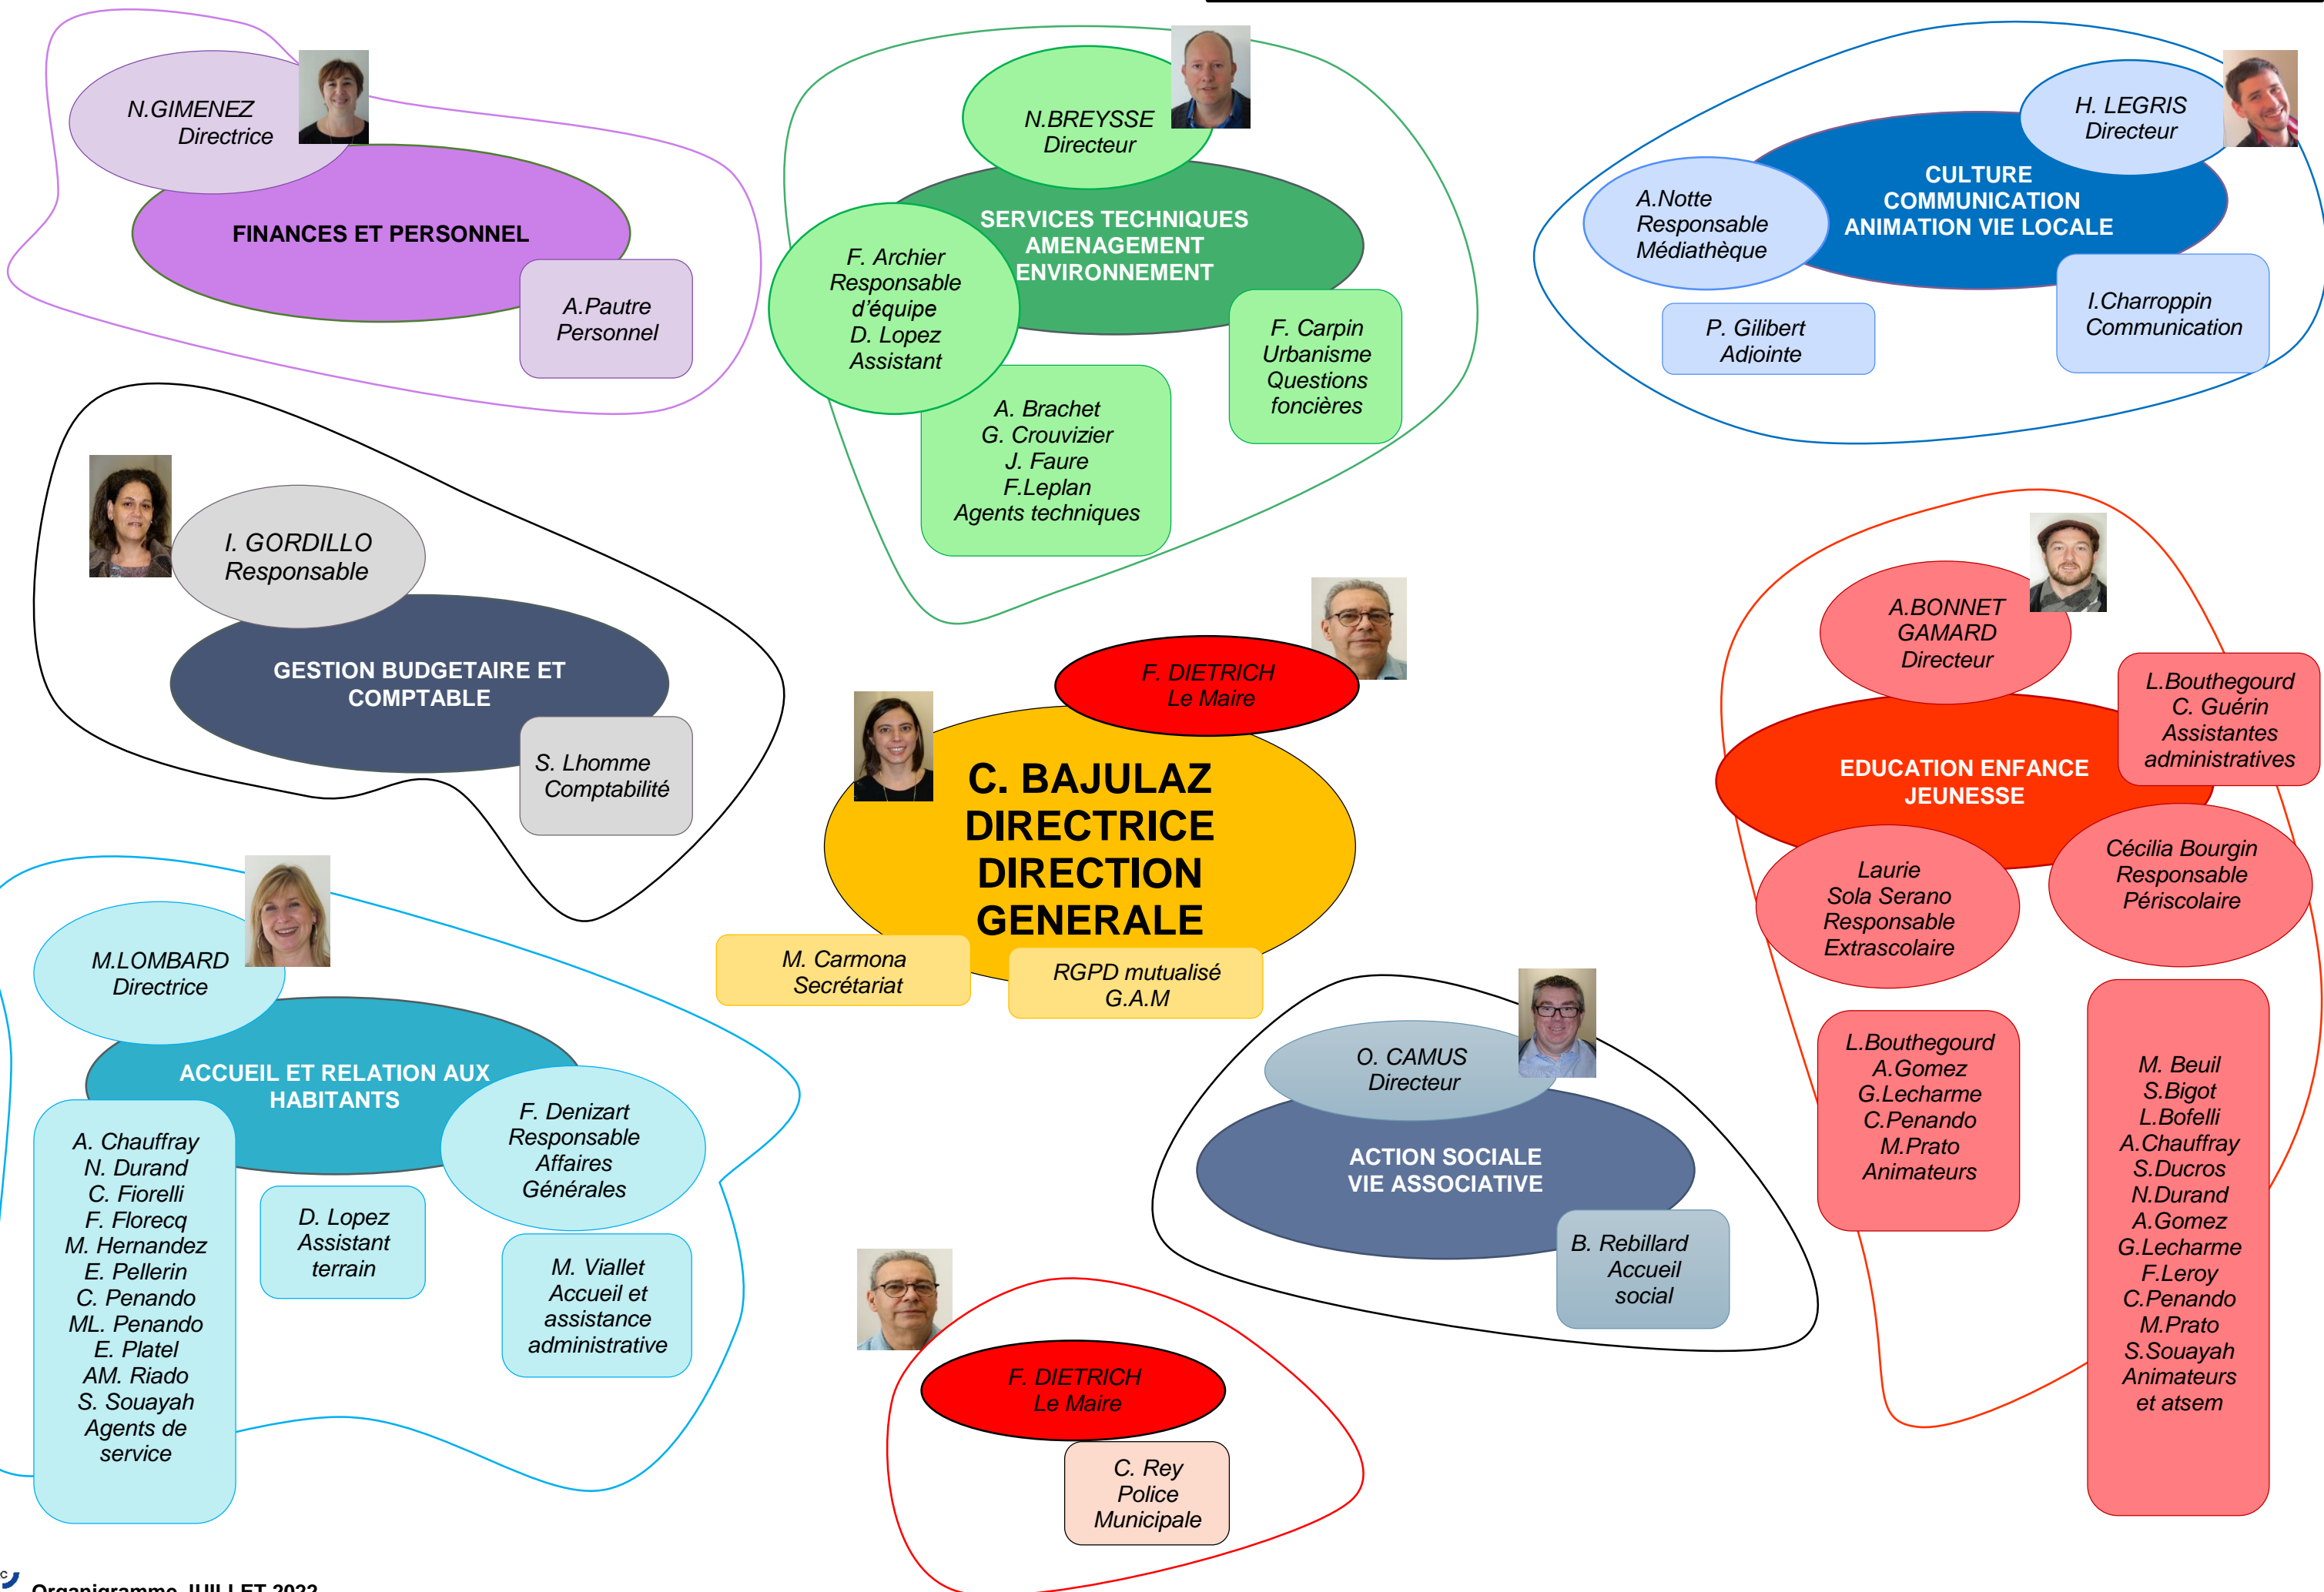 N.GIMENEZ
Directrice
FINANCES ET PERSONNEL
A.Pautre
Personnel
N.BREYSSE
Directeur
SERVICES TECHNIQUES
AMENAGEMENT
ENVIRONNEMENT
F. Archier
Responsable
d'équipe
D. Lopez
Assistant
F. Carpin
Urbanisme
Questions
foncières
A. Brachet
G. Crouvizier
J. Faure
F.Leplan
Agents techniques
H. LEGRIS
Directeur
CULTURE
COMMUNICATION
ANIMATION VIE LOCALE
A.Notte
Responsable
Médiathèque
P. Gilibert
Adjointe
I.Charroppin
Communication
I. GORDILLO
Responsable
GESTION BUDGETAIRE ET
COMPTABLE
S. Lhomme
Comptabilité
F. DIETRICH
Le Maire
C. BAJULAZ
DIRECTRICE
DIRECTION
GENERALE
M. Carmona
Secrétariat
RGPD mutualisé
G.A.M
A.BONNET
GAMARD
Directeur
L.Bouthegourd
C. Guérin
Assistantes
administratives
EDUCATION ENFANCE
JEUNESSE
Laurie
Sola Serano
Responsable
Extrascolaire
Cécilia Bourgin
Responsable
Périscolaire
L.Bouthegourd
A.Gomez
G.Lecharme
C.Penando
M.Prato
Animateurs
M. Beuil
S.Bigot
L.Bofelli
A.Chauffray
S.Ducros
N.Durand
A.Gomez
G.Lecharme
F.Leroy
C.Penando
M.Prato
S.Souayah
Animateurs
et atsem
M.LOMBARD
Directrice
ACCUEIL ET RELATION AUX
HABITANTS
A. Chauffray
N. Durand
C. Fiorelli
F. Florecq
M. Hernandez
E. Pellerin
C. Penando
ML. Penando
E. Platel
AM. Riado
S. Souayah
Agents de
service
D. Lopez
Assistant
terrain
F. Denizart
Responsable
Affaires
Générales
M. Viallet
Accueil et
assistance
administrative
O. CAMUS
Directeur
ACTION SOCIALE
VIE ASSOCIATIVE
B. Rebillard
Accueil
social
F. DIETRICH
Le Maire
C. Rey
Police
Municipale
C
Organigramme JUILLET 2022